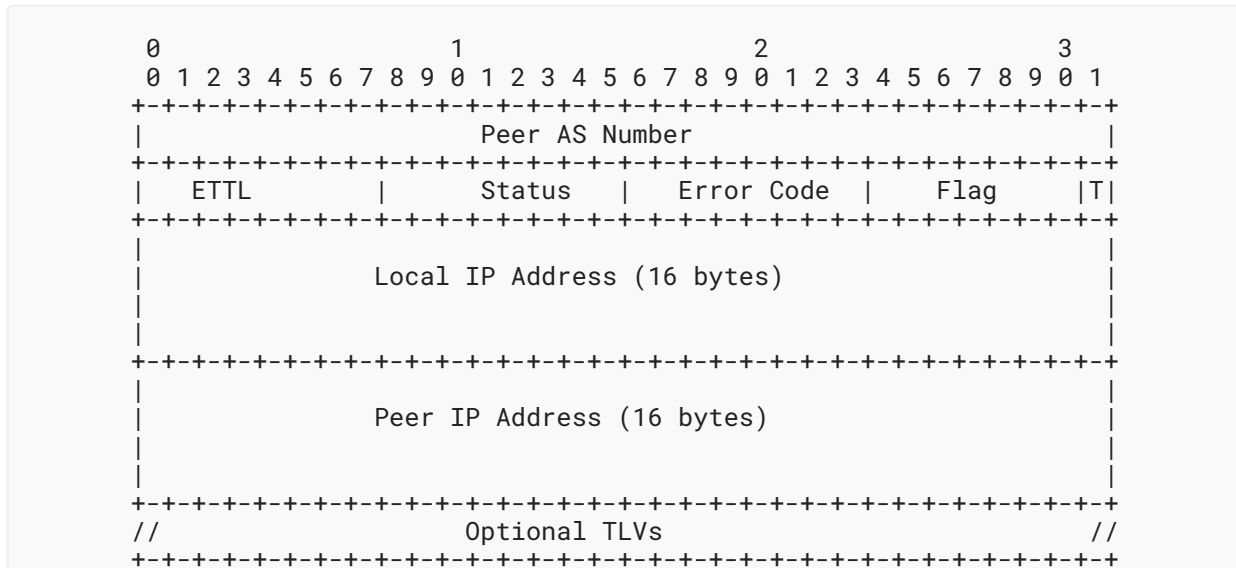 0                   1                   2                   3
 0 1 2 3 4 5 6 7 8 9 0 1 2 3 4 5 6 7 8 9 0 1 2 3 4 5 6 7 8 9 0 1
+-+-+-+-+-+-+-+-+-+-+-+-+-+-+-+-+-+-+-+-+-+-+-+-+-+-+-+-+-+-+-+-+
|                      Peer AS Number                           |
+-+-+-+-+-+-+-+-+-+-+-+-+-+-+-+-+-+-+-+-+-+-+-+-+-+-+-+-+-+-+-+-+
|   ETTL        |      Status   |   Error Code  |    Flag     |T|
+-+-+-+-+-+-+-+-+-+-+-+-+-+-+-+-+-+-+-+-+-+-+-+-+-+-+-+-+-+-+-+-+
|                                                               |
|               Local IP Address (16 bytes)                     |
|                                                               |
|                                                               |
+-+-+-+-+-+-+-+-+-+-+-+-+-+-+-+-+-+-+-+-+-+-+-+-+-+-+-+-+-+-+-+-+
|                                                               |
|               Peer IP Address (16 bytes)                      |
|                                                               |
|                                                               |
+-+-+-+-+-+-+-+-+-+-+-+-+-+-+-+-+-+-+-+-+-+-+-+-+-+-+-+-+-+-+-+-+
//                    Optional TLVs                            //
+-+-+-+-+-+-+-+-+-+-+-+-+-+-+-+-+-+-+-+-+-+-+-+-+-+-+-+-+-+-+-+-+